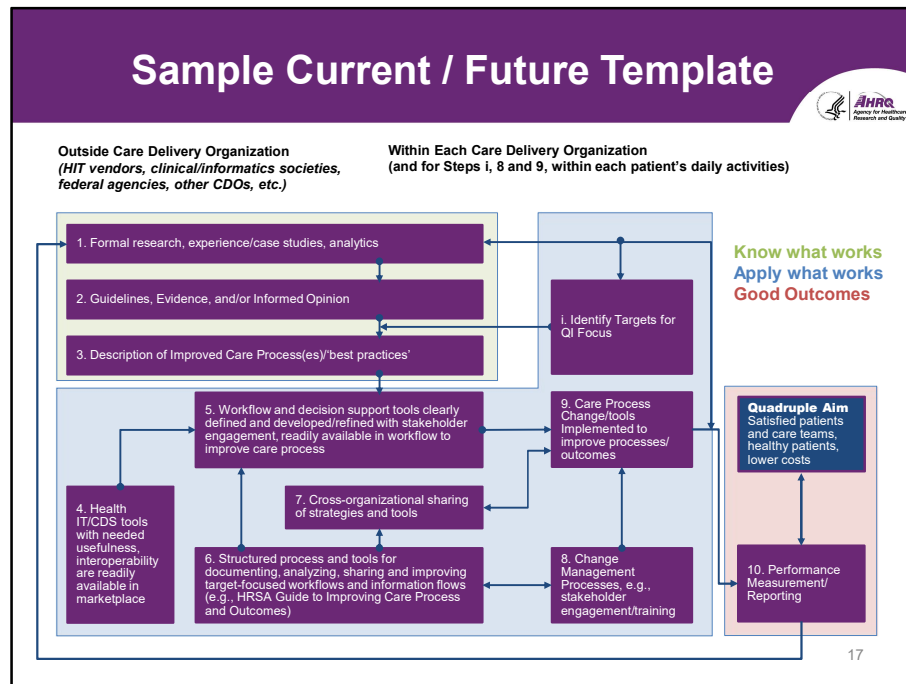 Sample Current / Future Template
AHRQ
Agency for Healthcare
Research and Quality
Outside Care Delivery Organization
(HIT vendors, clinical/informatics societies,
federal agencies, other CDOs, etc.)
Within Each Care Delivery Organization
(and for Steps i, 8 and 9, within each patient’s daily activities)
1. Formal research, experience/case studies, analytics
2. Guidelines, Evidence, and/or Informed Opinion
3. Description of Improved Care Process(es)/‘best practices’
i. Identify Targets for
QI Focus
Know what works
Apply what works
Good Outcomes
5. Workflow and decision support tools clearly
defined and developed/refined with stakeholder
engagement, readily available in workflow to
improve care process
9. Care Process
Change/tools
Implemented to
improve processes/
outcomes
Quadruple Aim
Satisfied patients
and care teams,
healthy patients,
lower costs
4. Health
IT/CDS tools
with needed
usefulness,
interoperability
are readily
available in
marketplace
7. Cross-organizational sharing
of strategies and tools
6. Structured process and tools for
documenting, analyzing, sharing and improving
target-focused workflows and information flows
(e.g., HRSA Guide to Improving Care Process
and Outcomes)
8. Change
Management
Processes, e.g.,
stakeholder
engagement/training
10. Performance
Measurement/
Reporting
17